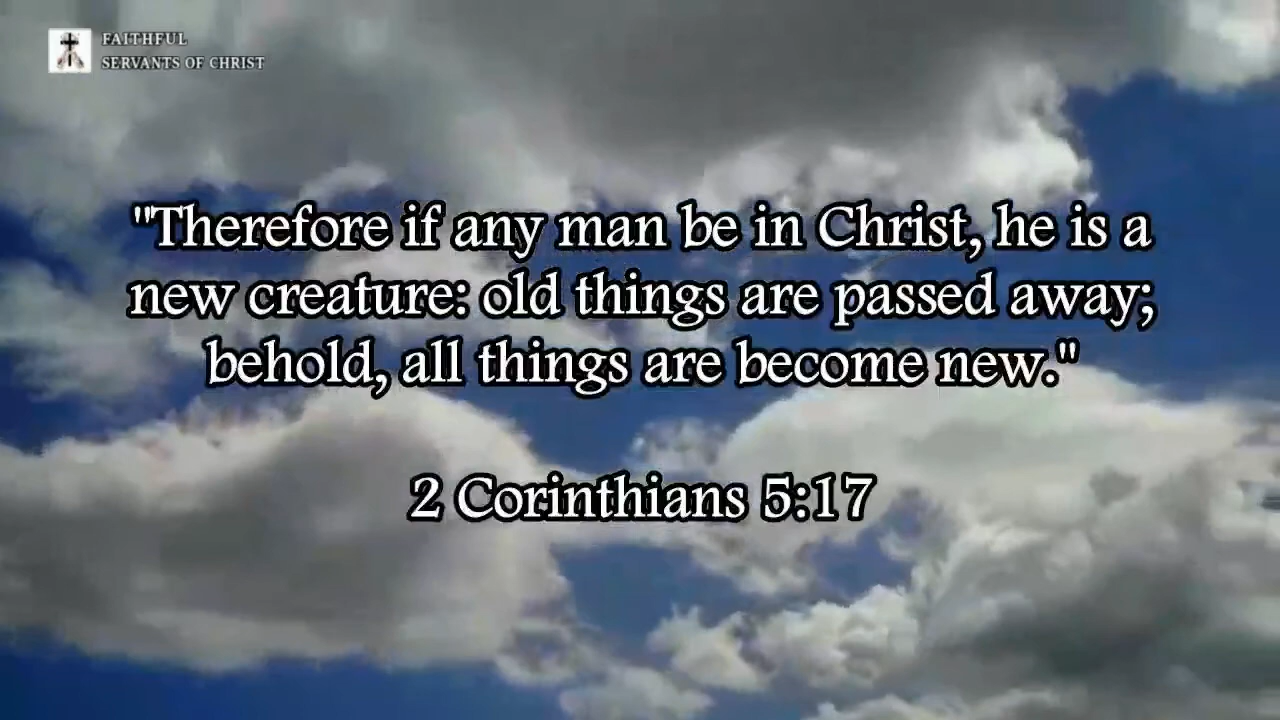 FAITHFUL
SERVANTS OF CHRIST
"Therefore if any man be in Christ, he is a
new creature: old things are passed away;
behold, all things are become new."
2 Corinthians 5:17